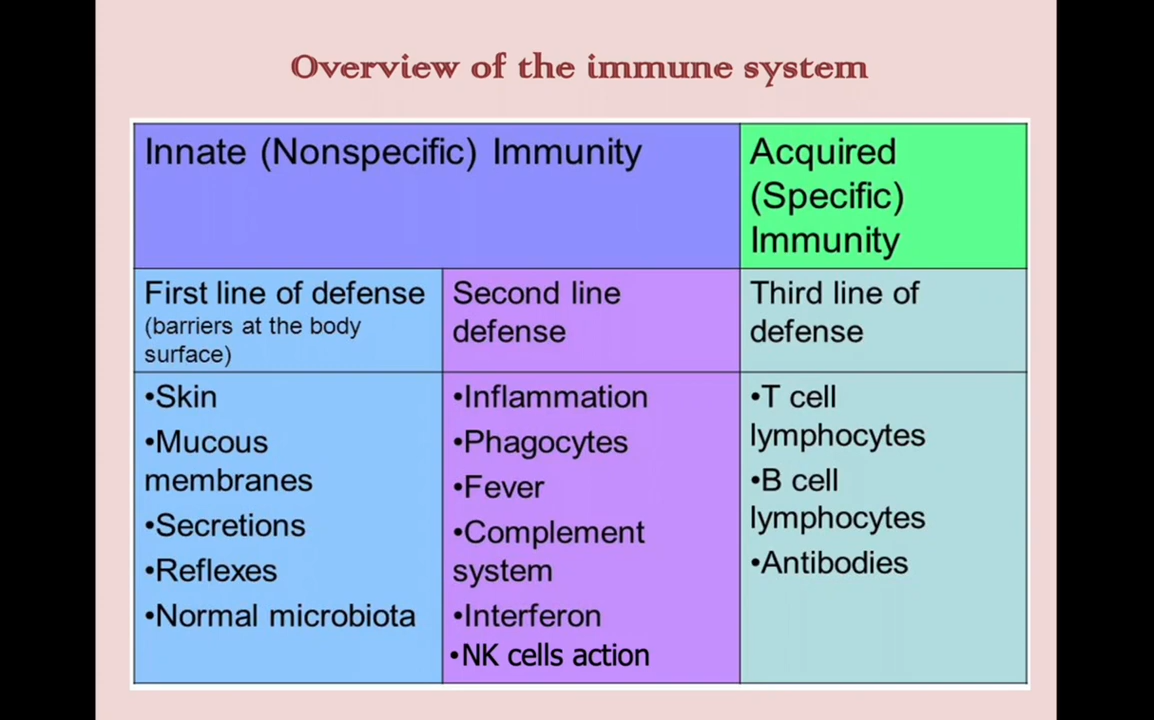 Overview of the immune system
Innate (Nonspecific) Immunity
Acquired
(Specific)
Immunity
First line of defense
(barriers at the body
surface)
Second line
defense
Third line of
defense
•Skin
•Mucous
membranes
•Secretions
•Reflexes
•Normal microbiota
•Inflammation
•Phagocytes
•Fever
•Complement
system
•Interferon
•NK cells action
•T cell
lymphocytes
•B cell
lymphocytes
•Antibodies